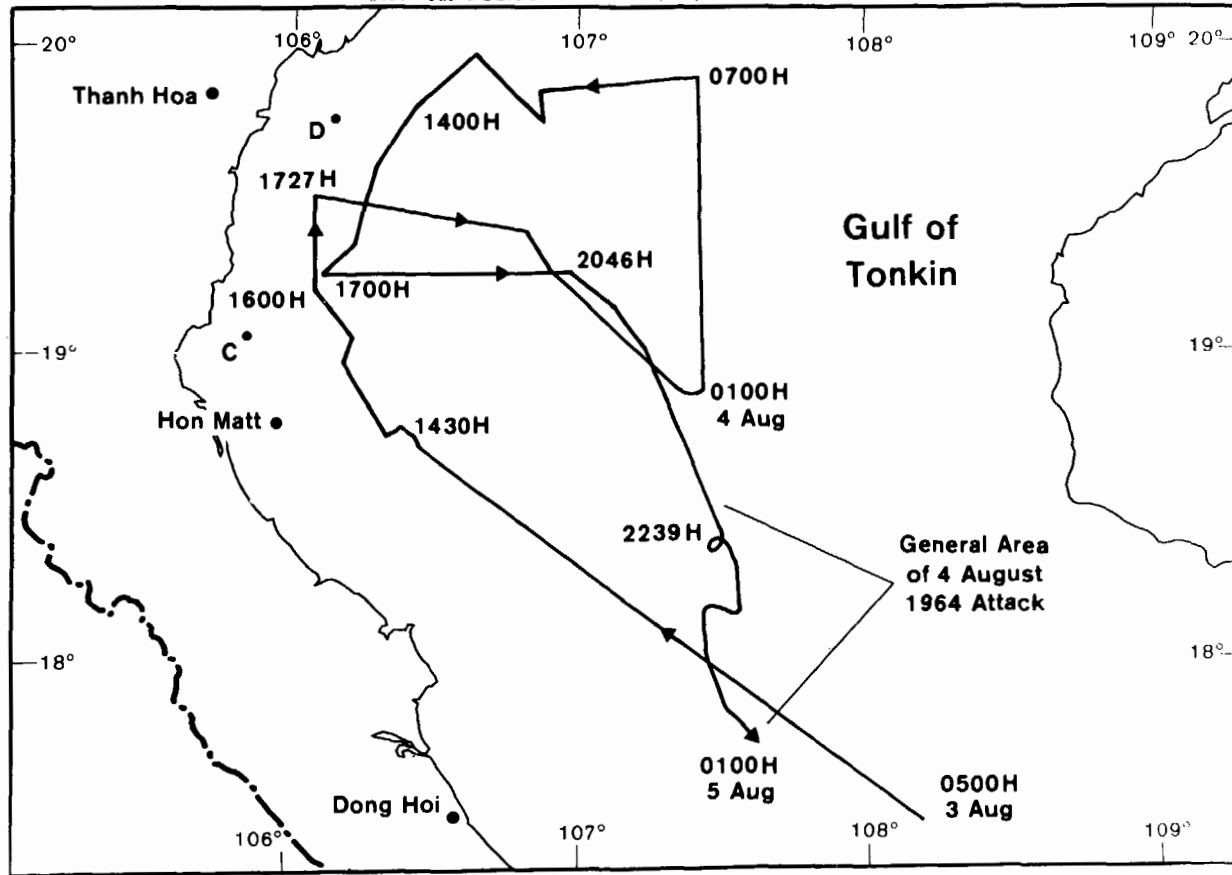 106°
107°
108°
109° 20°
20°
Thanh Hoa
D
0700H
1400H
1727H
Gulf of
Tonkin
2046H
1600H
1700H
C
19°
19°
0100H
4 Aug
Hon Matt
1430H
2239H
General Area
of 4 August
1964 Attack
18°
18°
0100H
5 Aug
0500H
3 Aug
Dong Hoi
106°
107°
108°
109°